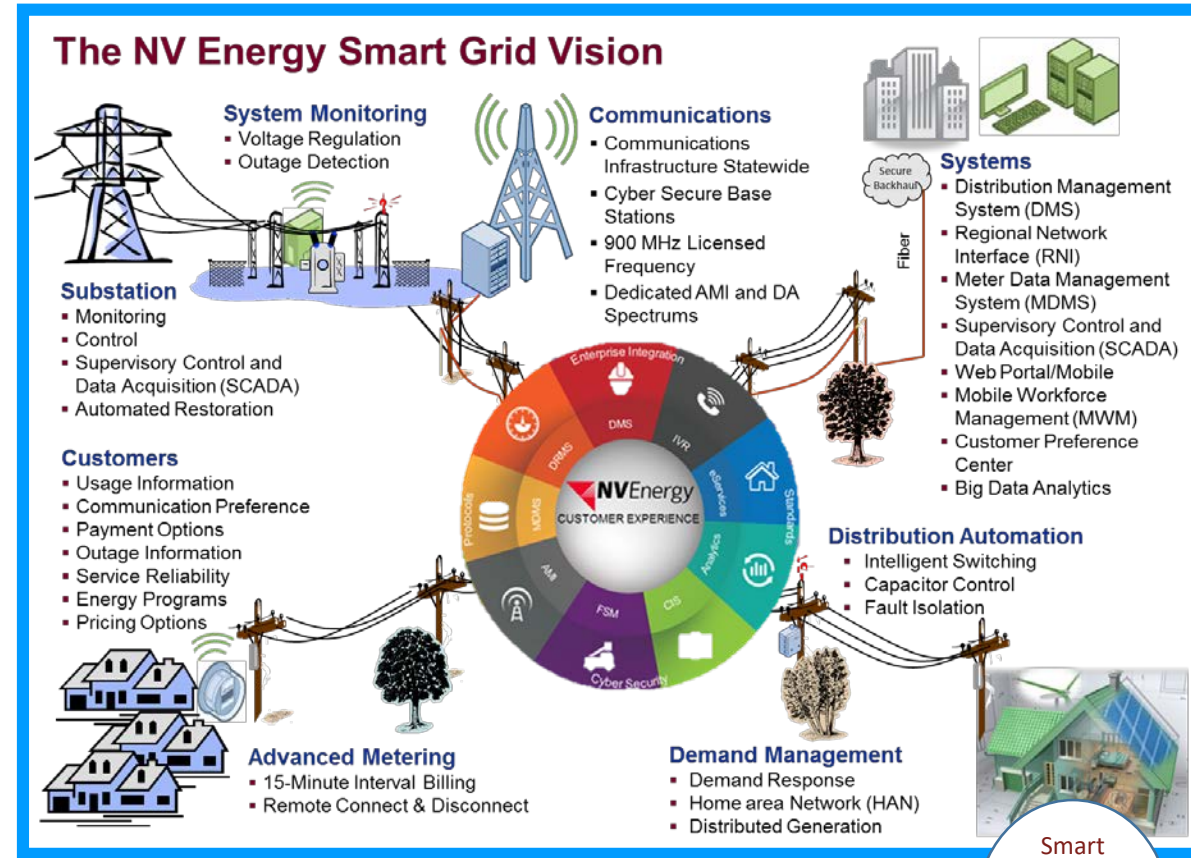 The NV Energy Smart Grid Vision
System Monitoring
▪ Voltage Regulation
▪ Outage Detection
Communications
▪ Communications
Infrastructure Statewide
▪ Cyber Secure Base
Stations
▪ 900 MHz Licensed
Frequency
▪ Dedicated AMI and DA
Spectrums
Secure
Backhaul
Fiber
Systems
▪ Distribution Management
System (DMS)
▪ Regional Network
Interface (RNI)
▪ Meter Data Management
System (MDMS)
▪ Supervisory Control and
Data Acquisition (SCADA)
▪ Web Portal/Mobile
▪ Mobile Workforce
Management (MWM)
▪ Customer Preference
Center
▪ Big Data Analytics
Substation
▪ Monitoring
▪ Control
▪ Supervisory Control and
Data Acquisition (SCADA)
▪ Automated Restoration
Customers
▪ Usage Information
▪ Communication Preference
▪ Payment Options
▪ Outage Information
▪ Service Reliability
▪ Energy Programs
▪ Pricing Options
Enterprise Integration
DMS
IVR
eServices
Standards
Analytics
CIS
FSM
Cyber Security
AMI
MDMS
Protocols
DRMS
NVEnergy
CUSTOMER EXPERIENCE
Distribution Automation
▪ Intelligent Switching
▪ Capacitor Control
▪ Fault Isolation
Advanced Metering
▪ 15-Minute Interval Billing
▪ Remote Connect & Disconnect
Demand Management
▪ Demand Response
▪ Home area Network (HAN)
▪ Distributed Generation
Smart